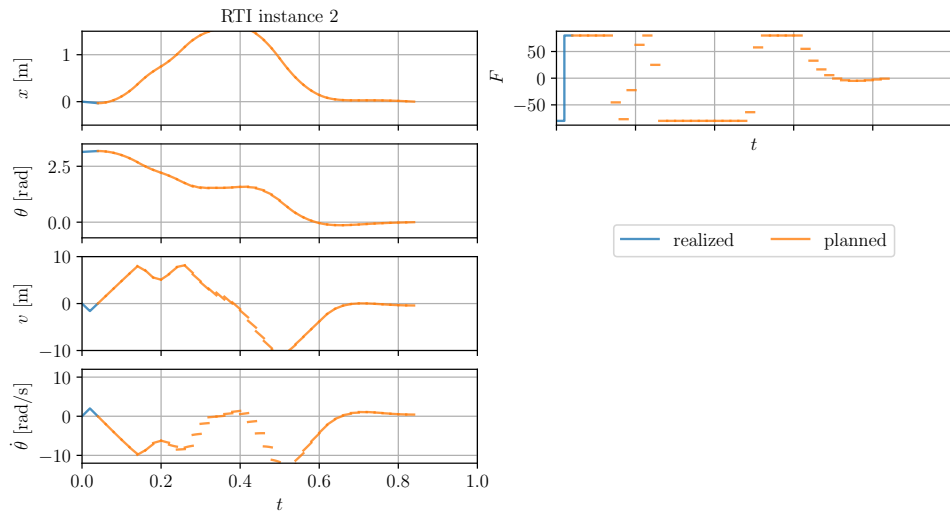 RTI instance 2
x [m]
1
0
θ [rad]
2.5
0.0
v [m]
10
0
−10
θ̇ [rad/s]
10
0
−10
0.0 0.2 0.4 0.6 0.8 1.0
t
F
50
0
−50
t
realized planned